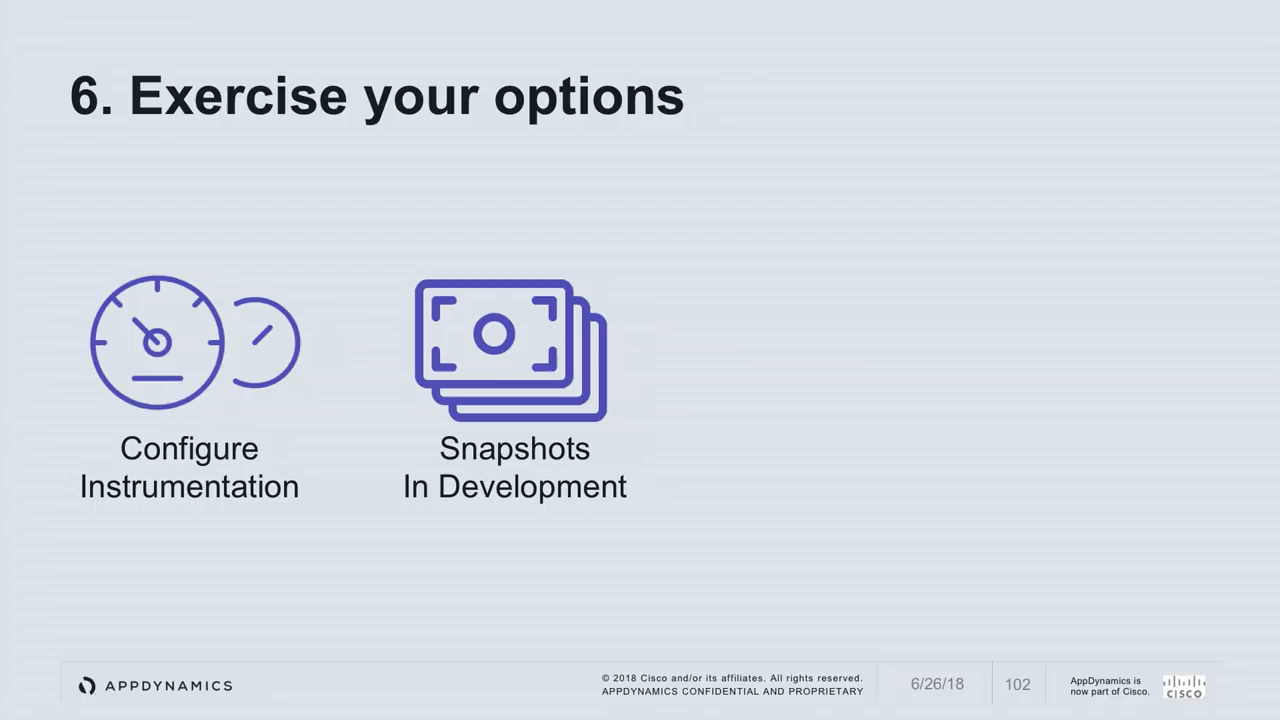 6. Exercise your options
Configure
Instrumentation
Snapshots
In Development
APPDYNAMICS
© 2018 Cisco and/or its affiliates. All rights reserved.
APPDYNAMICS CONFIDENTIAL AND PROPRIETARY
6/26/18
102
AppDynamics is
now part of Cisco.
CISCO